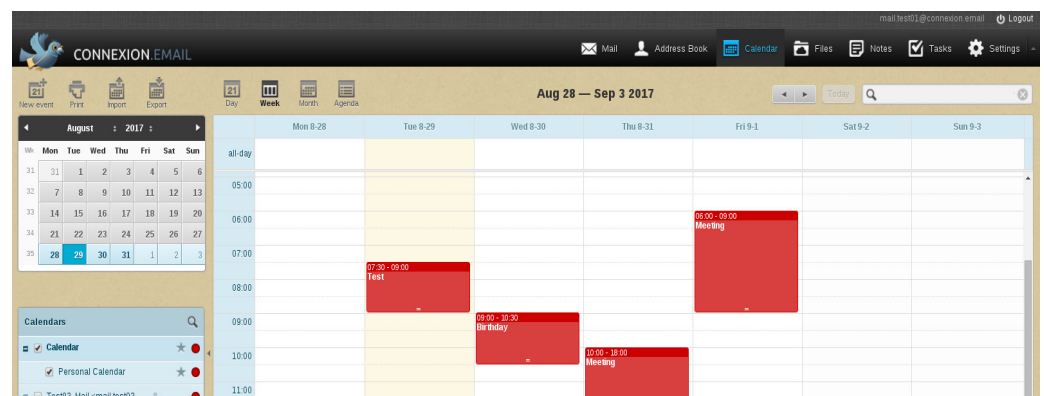 mail.test01@connexion.email Logout
CONNEXION.EMAIL
Mail Address Book Calendar Files Notes Tasks Settings
New event Print Import Export
21 Day Week Month Agenda
Aug 28 — Sep 3 2017
Today
August 2017
Wk Mon Tue Wed Thu Fri Sat Sun
31 31 1 2 3 4 5 6
32 7 8 9 10 11 12 13
33 14 15 16 17 18 19 20
34 21 22 23 24 25 26 27
35 28 29 30 31 1 2 3
Calendars
Calendar
Personal Calendar
Mon 8-28 Tue 8-29 Wed 8-30 Thu 8-31 Fri 9-1 Sat 9-2 Sun 9-3
all-day
05:00
06:00
07:00
08:00
09:00
10:00
11:00
07:30 - 09:00
Test
09:00 - 10:30
Birthday
10:00 - 18:00
Meeting
06:00 - 09:00
Meeting